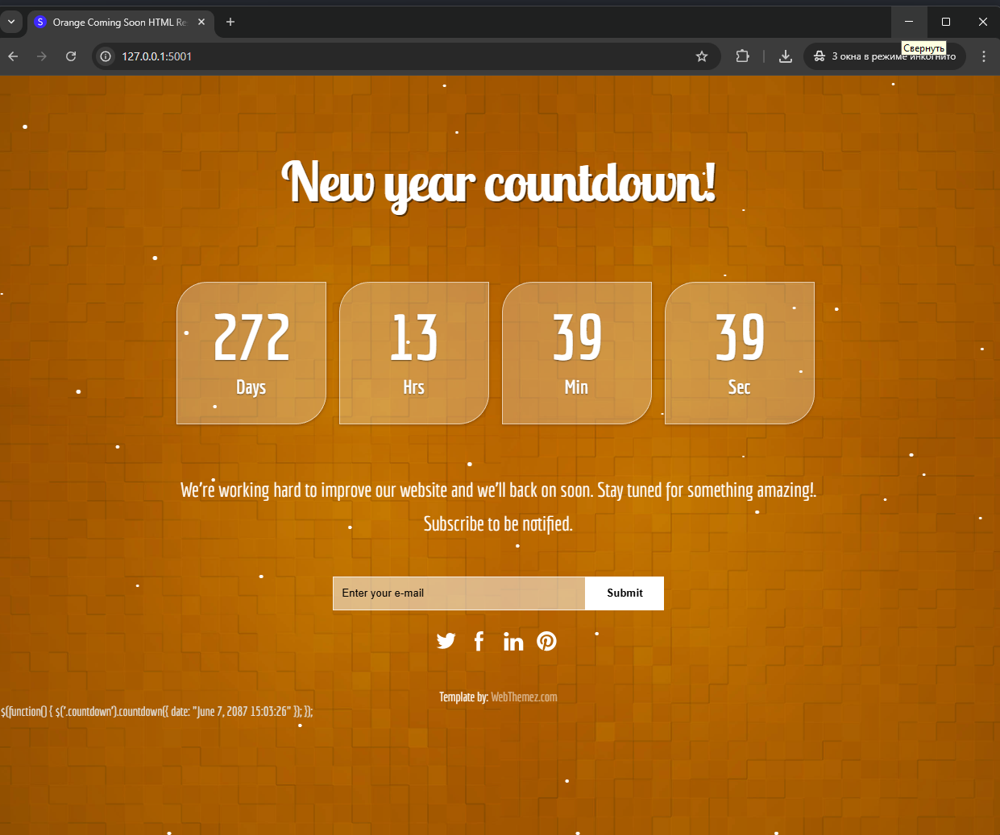 Orange Coming Soon HTML Re
127.0.0.1:5001
Свернуть
3 окна в режиме инкогнито
New year countdown!
272 13 39 39
Days Hrs Min Sec
We're working hard to improve our website and we'll back on soon. Stay tuned for something amazing!.
Subscribe to be notified.
Enter your e-mail Submit
Template by: WebThemez.com
$(function() { $('.countdown').countdown({ date: "June 7, 2087 15:03:26" }); });